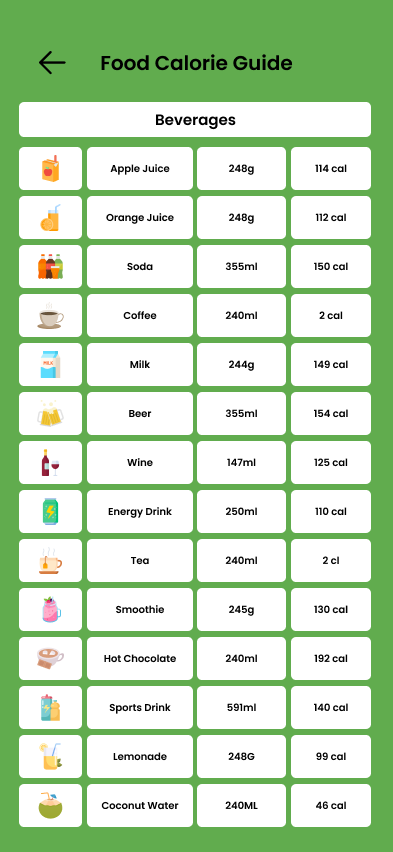 Food Calorie Guide
Beverages
Apple Juice 248g 114 cal
Orange Juice 248g 112 cal
Soda 355ml 150 cal
Coffee 240ml 2 cal
MILK Milk 244g 149 cal
Beer 355ml 154 cal
Wine 147ml 125 cal
Energy Drink 250ml 110 cal
Tea 240ml 2 cl
Smoothie 245g 130 cal
Hot Chocolate 240ml 192 cal
Sports Drink 591ml 140 cal
Lemonade 248G 99 cal
Coconut Water 240ML 46 cal